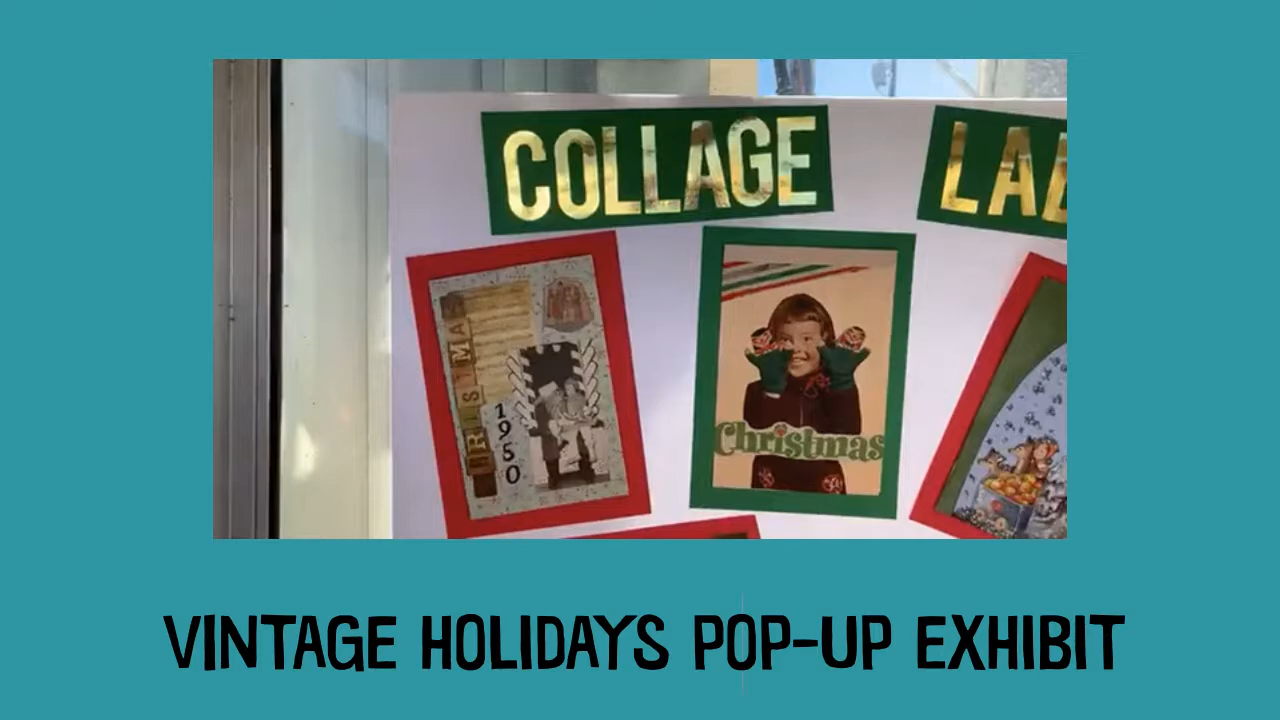 COLLAGE
CHRISTMAS
1950
Christmas
VINTAGE HOLIDAYS POP-UP EXHIBIT